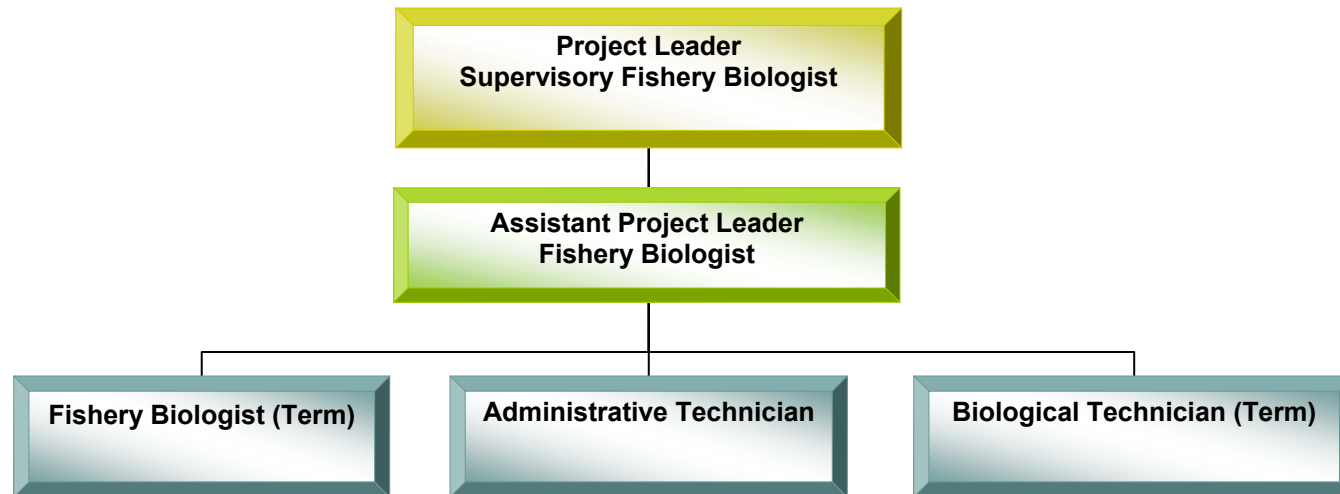 Project Leader
Supervisory Fishery Biologist
Assistant Project Leader
Fishery Biologist
Fishery Biologist (Term)
Administrative Technician
Biological Technician (Term)